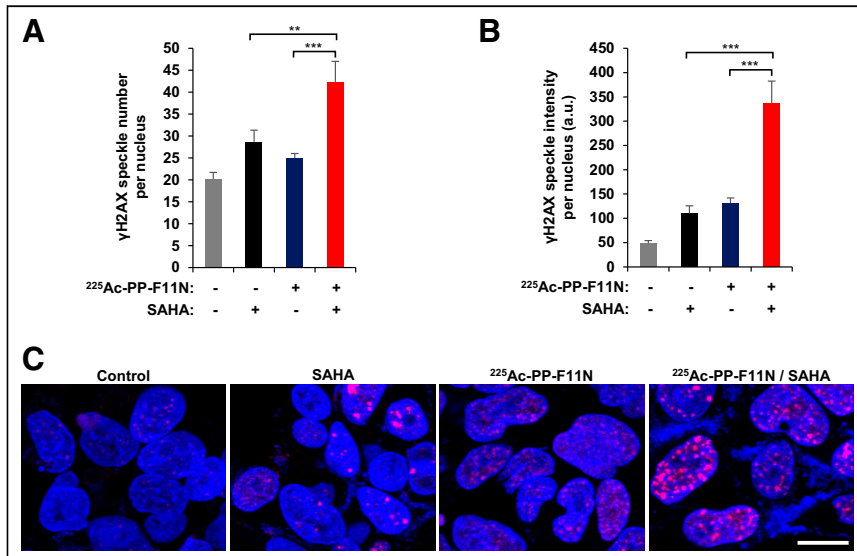 A
B
** 
***
γH2AX speckle number
per nucleus
50
45
40
35
30
25
20
15
10
5
0
²²⁵Ac-PP-F11N: - - + +
SAHA: - + - +
***
***
γH2AX speckle intensity
per nucleus (a.u.)
450
400
350
300
250
200
150
100
50
0
²²⁵Ac-PP-F11N: - - + +
SAHA: - + - +
C
Control
SAHA
²²⁵Ac-PP-F11N
²²⁵Ac-PP-F11N / SAHA